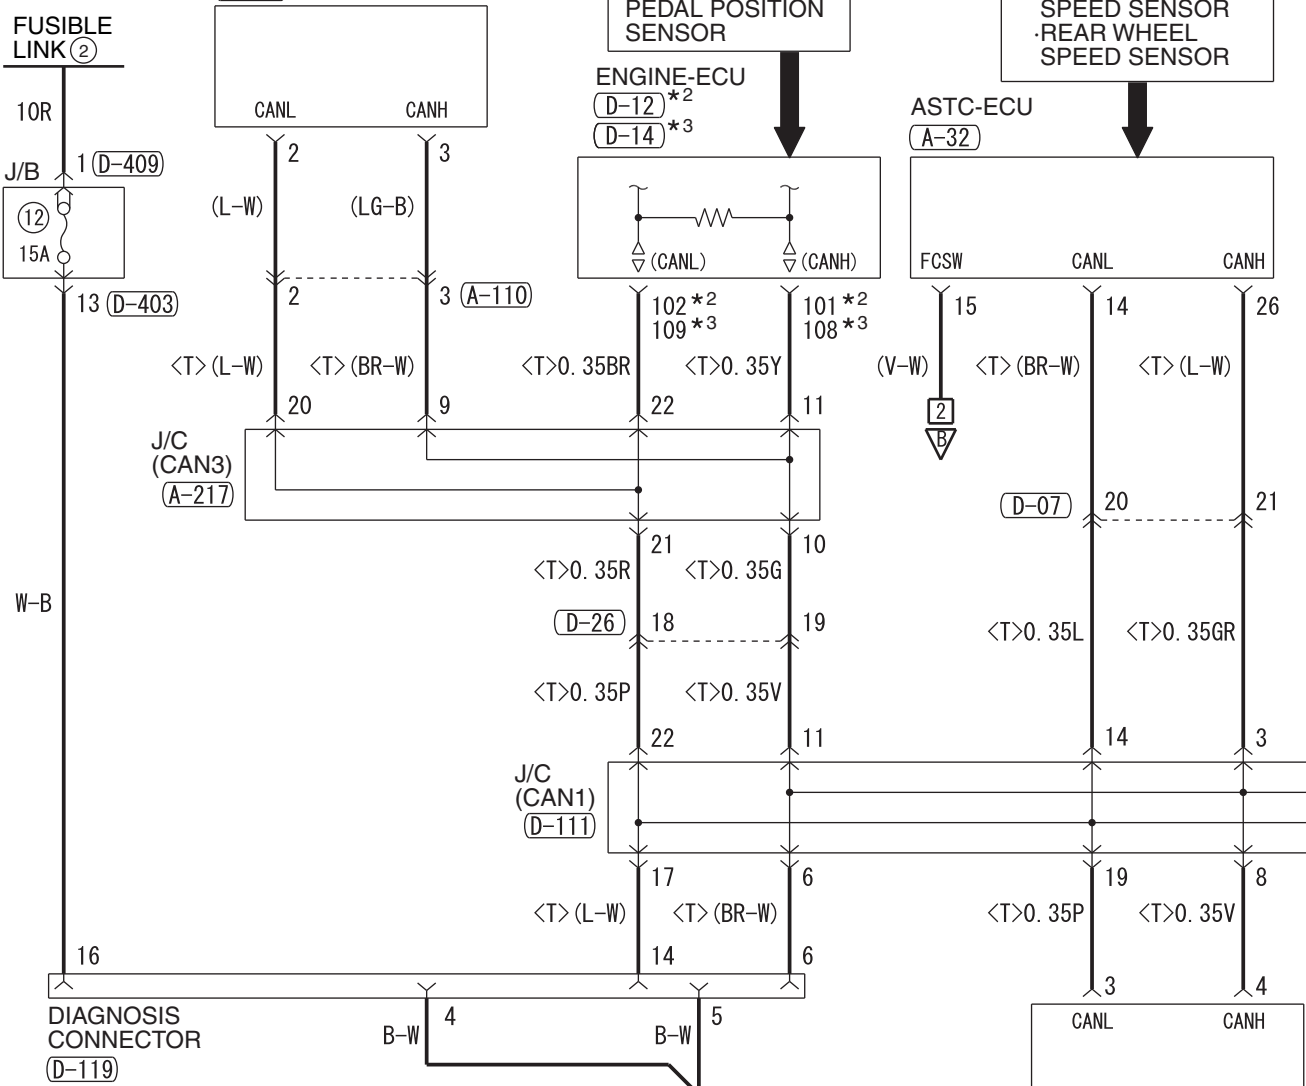 FUSIBLE
LINK 2
10R
1 D-409
J/B
12
15A
13 D-403
W-B
16
CANL CANH
2 3
(L-W) (LG-B)
2 3 A-110
<T>(L-W) <T>(BR-W)
20 9
PEDAL POSITION
SENSOR
ENGINE-ECU
D-12 *2
D-14 *3
(CANL) (CANH)
102 *2 101 *2
109 *3 108 *3
<T>0.35BR <T>0.35Y
22 11
J/C
(CAN3)
A-217
21 10
<T>0.35R <T>0.35G
D-26 18 19
<T>0.35P <T>0.35V
22 11
SPEED SENSOR
·REAR WHEEL
SPEED SENSOR
ASTC-ECU
A-32
FCSW CANL CANH
15 14 26
(V-W) <T>(BR-W) <T>(L-W)
2
B
D-07 20 21
<T>0.35L <T>0.35GR
14 3
J/C
(CAN1)
D-111
17 6 19 8
<T>(L-W) <T>(BR-W) <T>0.35P <T>0.35V
14 6 3 4
CANL CANH
DIAGNOSIS
CONNECTOR
D-119
4 5
B-W B-W